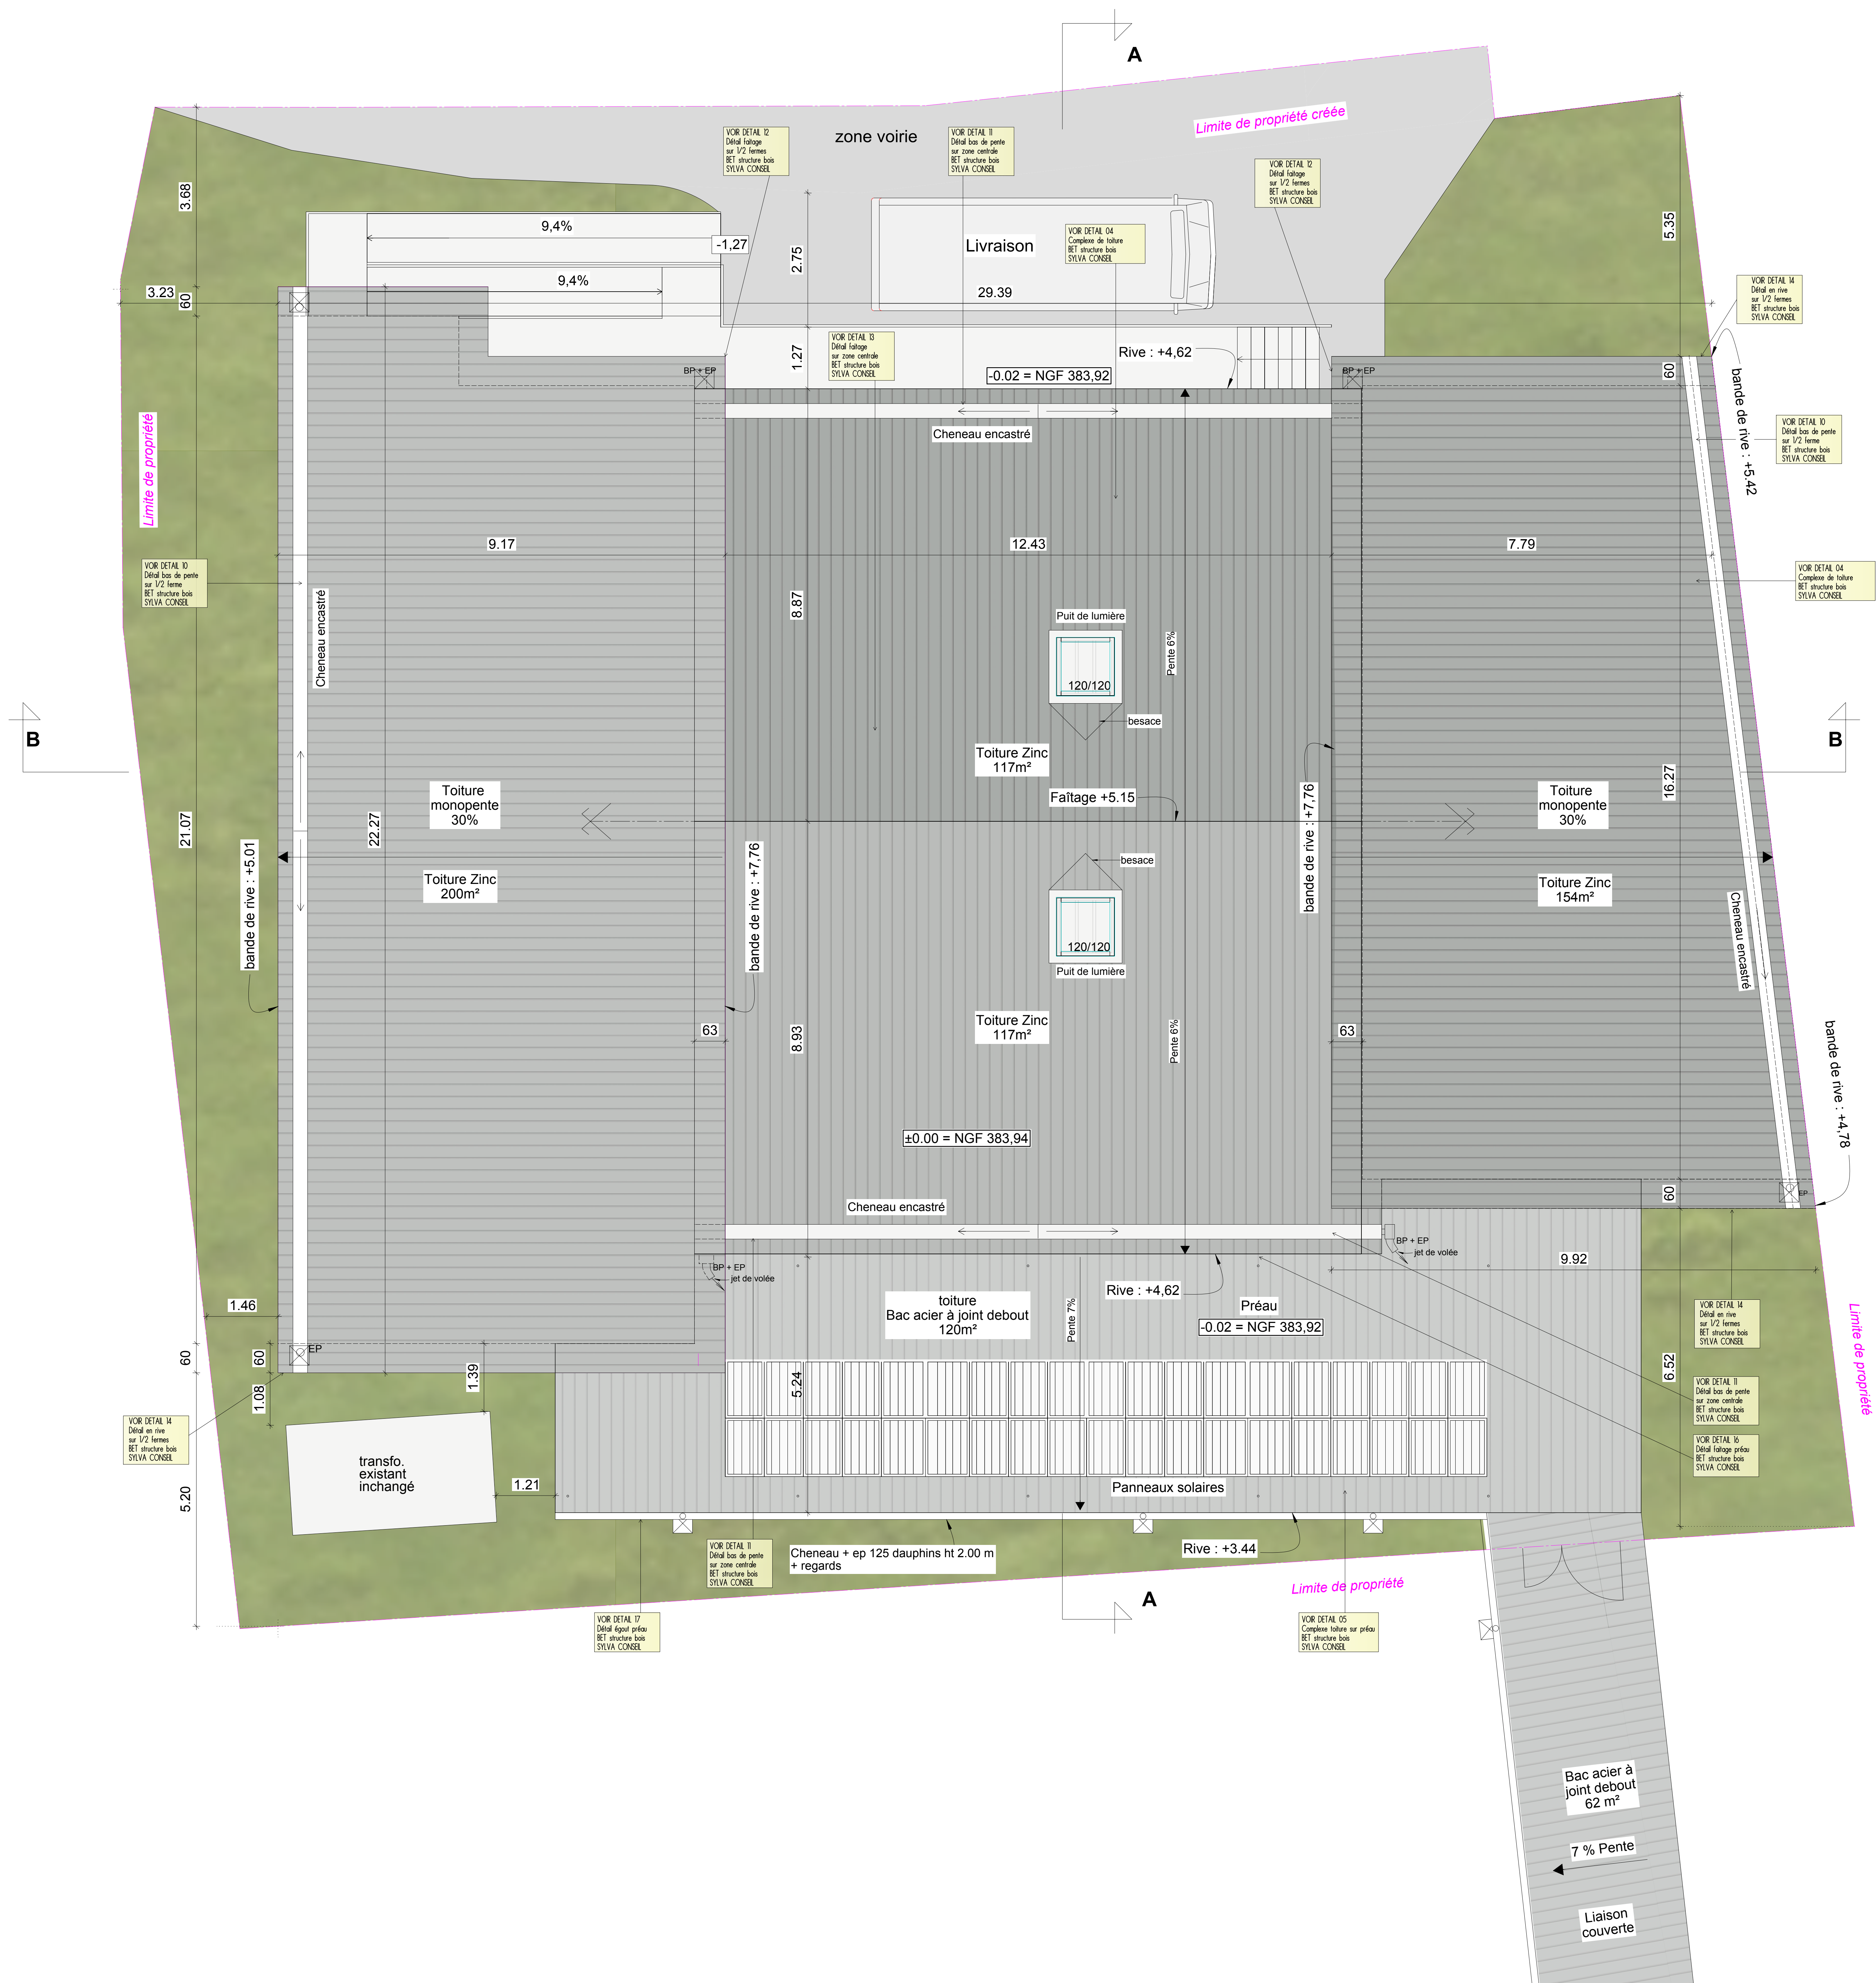 A
Limite de propriété créée
zone voirie
VOIR DETAIL 12
Détail faitage
sur 1/2 fermes
BET structure bois
SYLVA CONSEIL
VOIR DETAIL 11
Détail bas de pente
sur zone centrale
BET structure bois
SYLVA CONSEIL
VOIR DETAIL 12
Détail faitage
sur 1/2 fermes
BET structure bois
SYLVA CONSEIL
3.68
9,4%
-1,27
2.75
Livraison
VOIR DETAIL 04
Complexe de toiture
BET structure bois
SYLVA CONSEIL
5.35
9,4%
3.23
60
29.39
VOIR DETAIL 14
Détail en rive
sur 1/2 fermes
BET structure bois
SYLVA CONSEIL
VOIR DETAIL 13
Détail faitage
sur zone centrale
BET structure bois
SYLVA CONSEIL
1.27
Rive : +4,62
BP + EP
-0.02 = NGF 383,92
BP + EP
60
bande de rive : +5.42
Cheneau encastré
VOIR DETAIL 10
Détail bas de pente
sur 1/2 ferme
BET structure bois
SYLVA CONSEIL
Limite de propriété
9.17
12.43
7.79
VOIR DETAIL 10
Détail bas de pente
sur 1/2 ferme
BET structure bois
SYLVA CONSEIL
VOIR DETAIL 04
Complexe de toiture
BET structure bois
SYLVA CONSEIL
Cheneau encastré
8.87
Puit de lumière
Pente 6%
120/120
besace
B
B
Toiture Zinc
117m²
Toiture
monopente
30%
Faîtage +5.15
bande de rive : +7,76
Toiture
monopente
30%
16.27
21.07
22.27
bande de rive : +5.01
bande de rive : +7,76
besace
Toiture Zinc
200m²
Toiture Zinc
154m²
Cheneau encastré
120/120
Puit de lumière
63
8.93
Toiture Zinc
117m²
Pente 6%
63
bande de rive : +4,78
±0.00 = NGF 383,94
Cheneau encastré
60
EP
BP + EP
jet de volée
BP + EP
jet de volée
9.92
Rive : +4,62
toiture
Bac acier à joint debout
120m²
Pente 7%
Préau
-0.02 = NGF 383,92
1.46
VOIR DETAIL 14
Détail en rive
sur 1/2 fermes
BET structure bois
SYLVA CONSEIL
Limite de propriété
60
60
EP
1.39
5.24
6.52
1.08
VOIR DETAIL 11
Détail bas de pente
sur zone centrale
BET structure bois
SYLVA CONSEIL
VOIR DETAIL 14
Détail en rive
sur 1/2 fermes
BET structure bois
SYLVA CONSEIL
VOIR DETAIL 16
Détail faitage préau
BET structure bois
SYLVA CONSEIL
transfo.
existant
inchangé
1.21
Panneaux solaires
5.20
VOIR DETAIL 11
Détail bas de pente
sur zone centrale
BET structure bois
SYLVA CONSEIL
Cheneau + ep 125 dauphins ht 2.00 m
+ regards
Rive : +3.44
Limite de propriété
A
VOIR DETAIL 17
Détail égout préau
BET structure bois
SYLVA CONSEIL
VOIR DETAIL 05
Complexe toiture sur préau
BET structure bois
SYLVA CONSEIL
Bac acier à
joint debout
62 m²
7 % Pente
Liaison
couverte